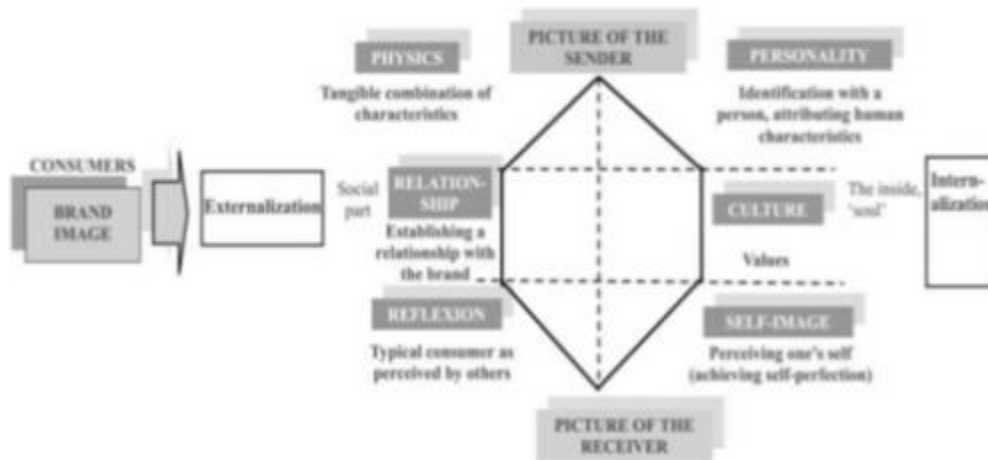 PICTURE OF THE
SENDER
PHYSICS
Tangible combination of
characteristics
PERSONALITY
Identification with a
person, attributing human
characteristics
CONSUMERS
BRAND
IMAGE
Externalization
Social
part
RELATION-
SHIP
Establishing a
relationship with
the brand
CULTURE
Values
The inside,
'soul'
Intern-
alization
REFLEXION
Typical consumer as
perceived by others
SELF-IMAGE
Perceiving one's self
(achieving self-perfection)
PICTURE OF THE
RECEIVER